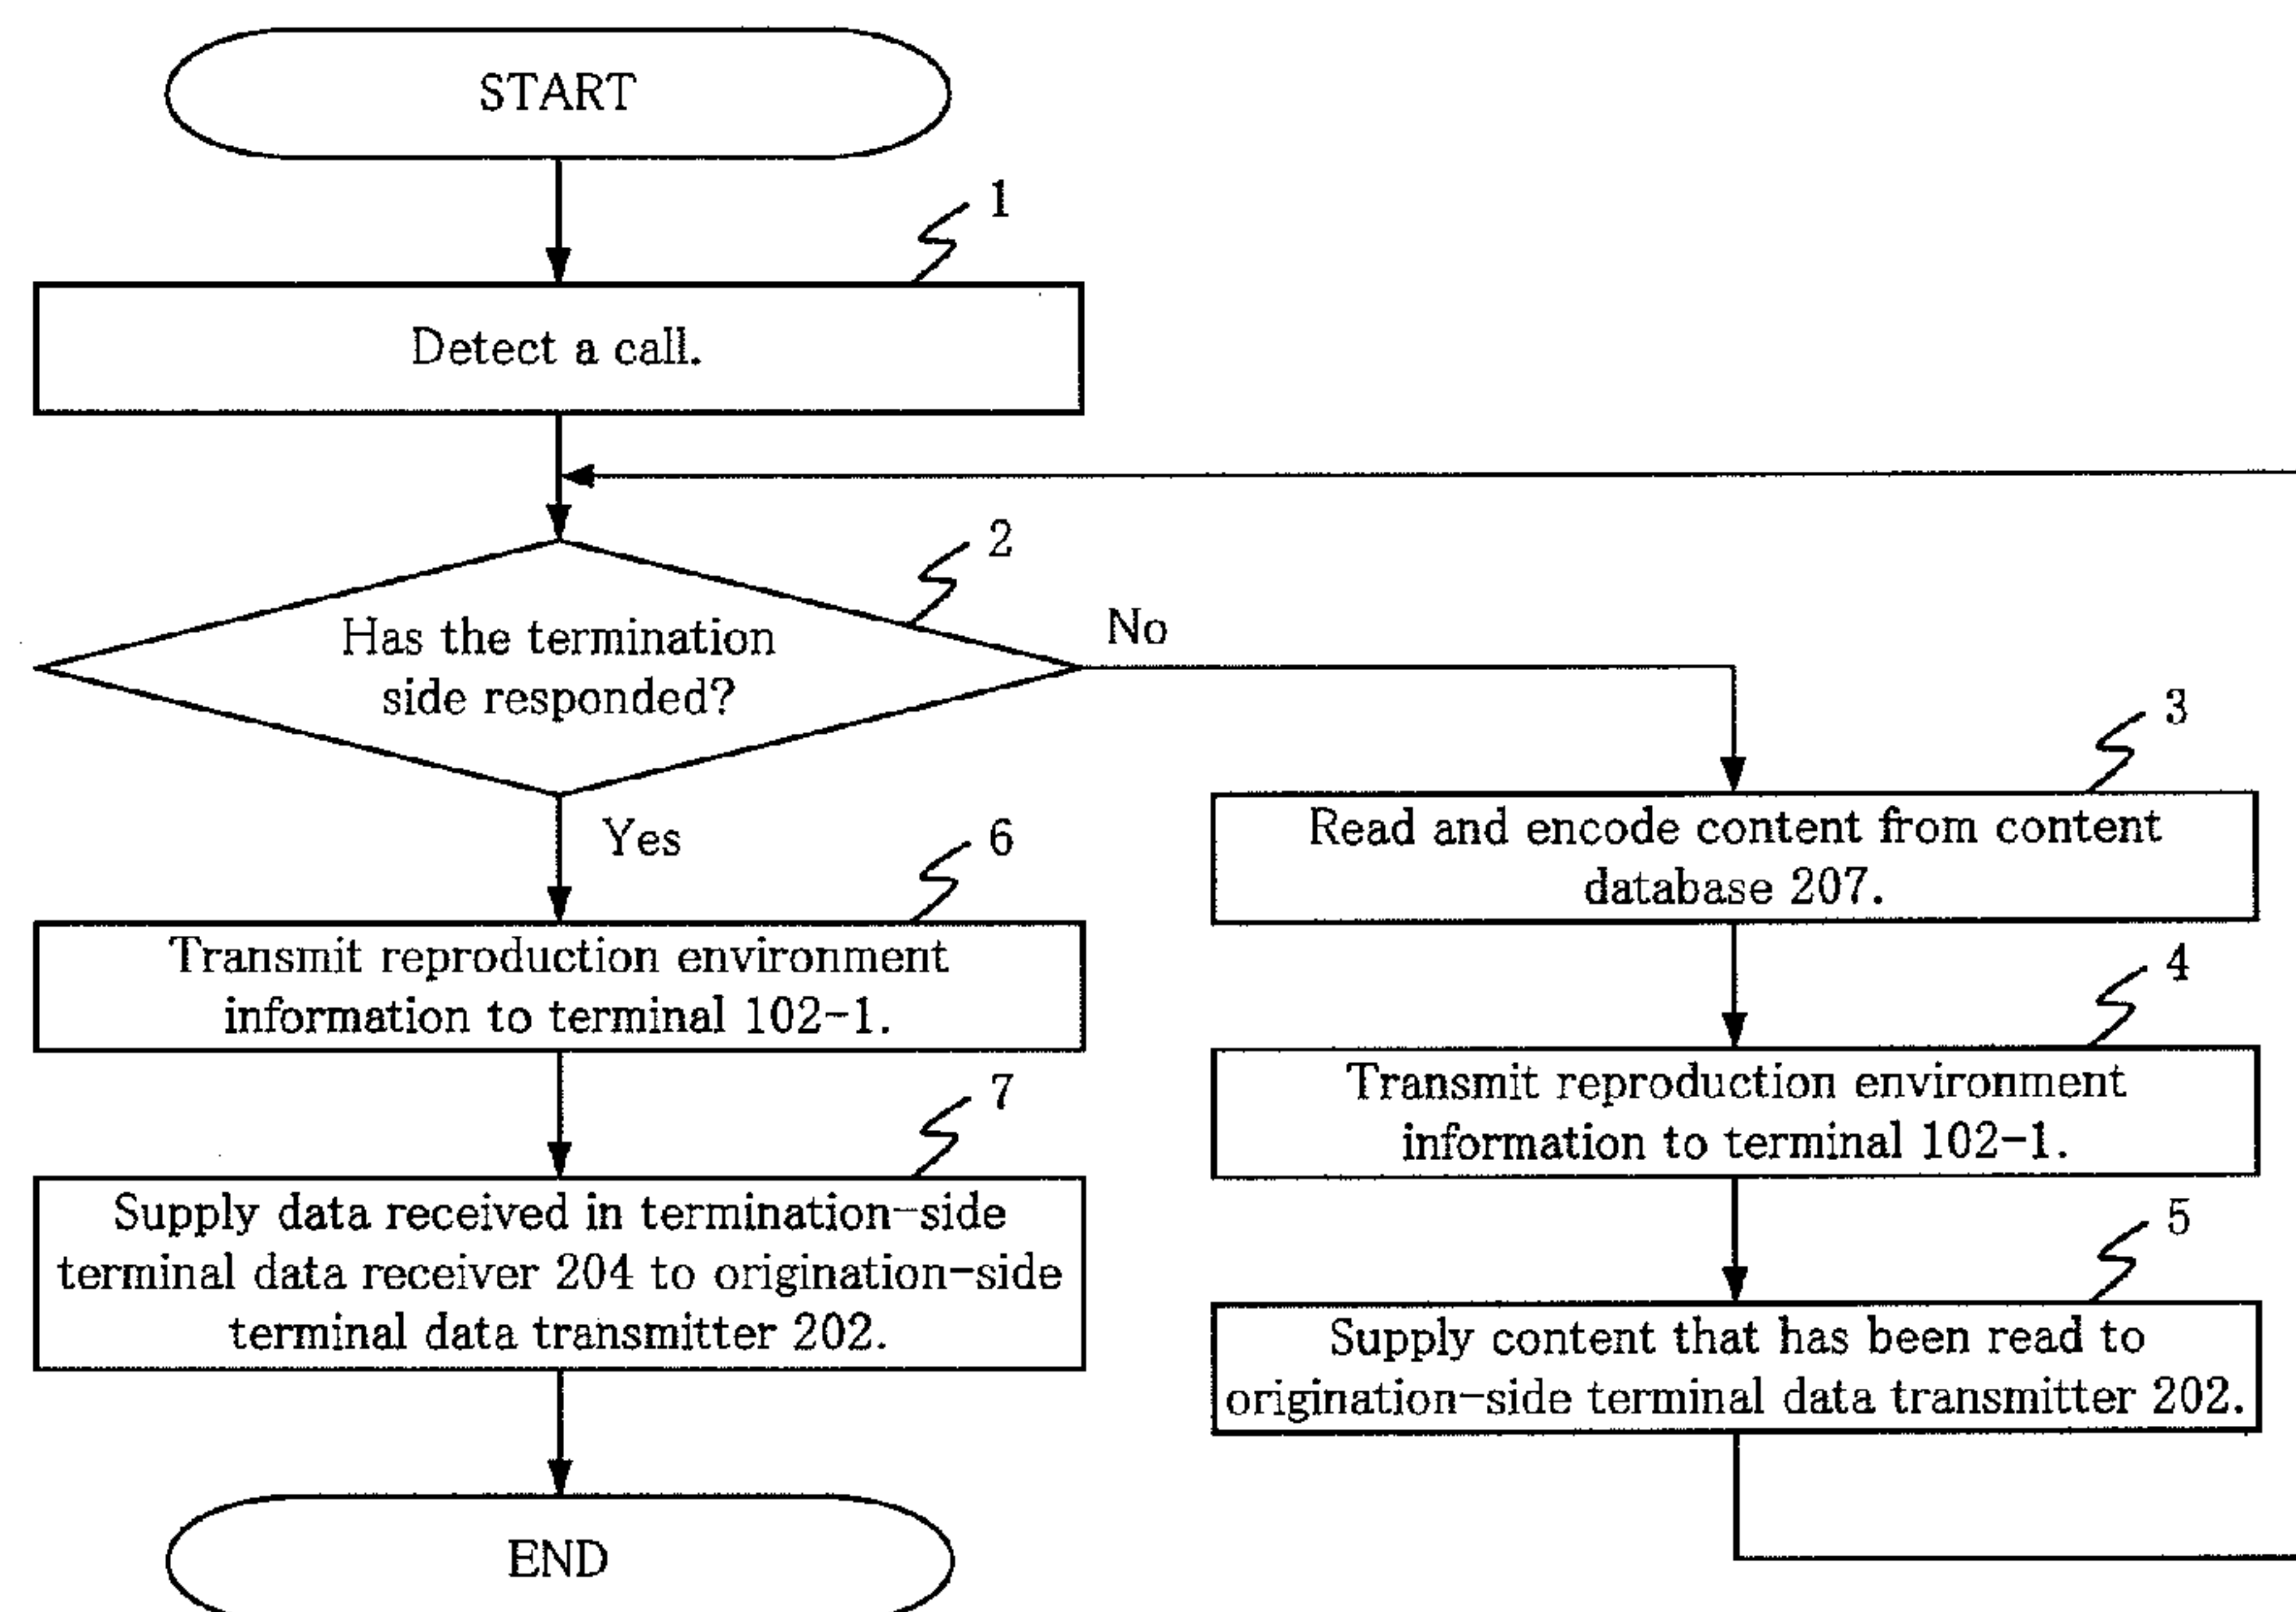 START
1
Detect a call.
2
Has the termination
side responded?
No
Yes
3
Read and encode content from content
database 207.
4
Transmit reproduction environment
information to terminal 102-1.
5
Supply content that has been read to
origination-side terminal data transmitter 202.
6
Transmit reproduction environment
information to terminal 102-1.
7
Supply data received in termination-side
terminal data receiver 204 to origination-side
terminal data transmitter 202.
END